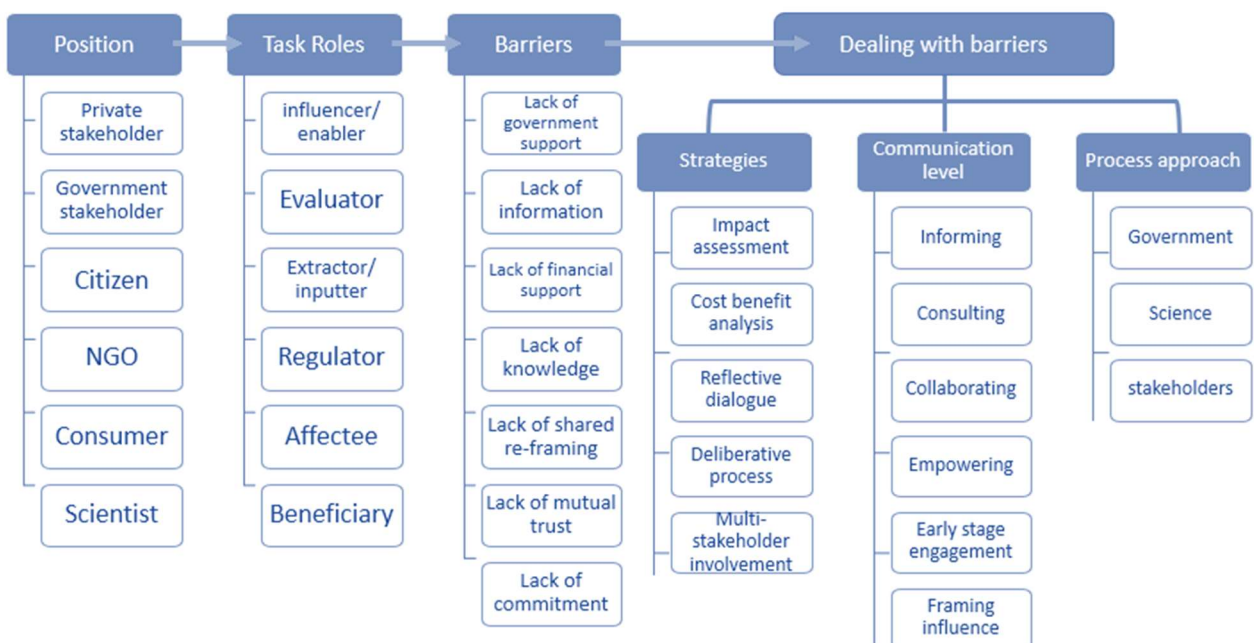 Position
Task Roles
Barriers
Dealing with barriers
Private
stakeholder
Government
stakeholder
Citizen
NGO
Consumer
Scientist
influencer/
enabler
Evaluator
Extractor/
inputter
Regulator
Affectee
Beneficiary
Lack of
government
support
Lack of
information
Lack of financial
support
Lack of
knowledge
Lack of shared
re-framing
Lack of mutual
trust
Lack of
commitment
Strategies
Impact
assessment
Cost benefit
analysis
Reflective
dialogue
Deliberative
process
Multi-
stakeholder
involvement
Communication
level
Informing
Consulting
Collaborating
Empowering
Early stage
engagement
Framing
influence
Process approach
Government
Science
stakeholders